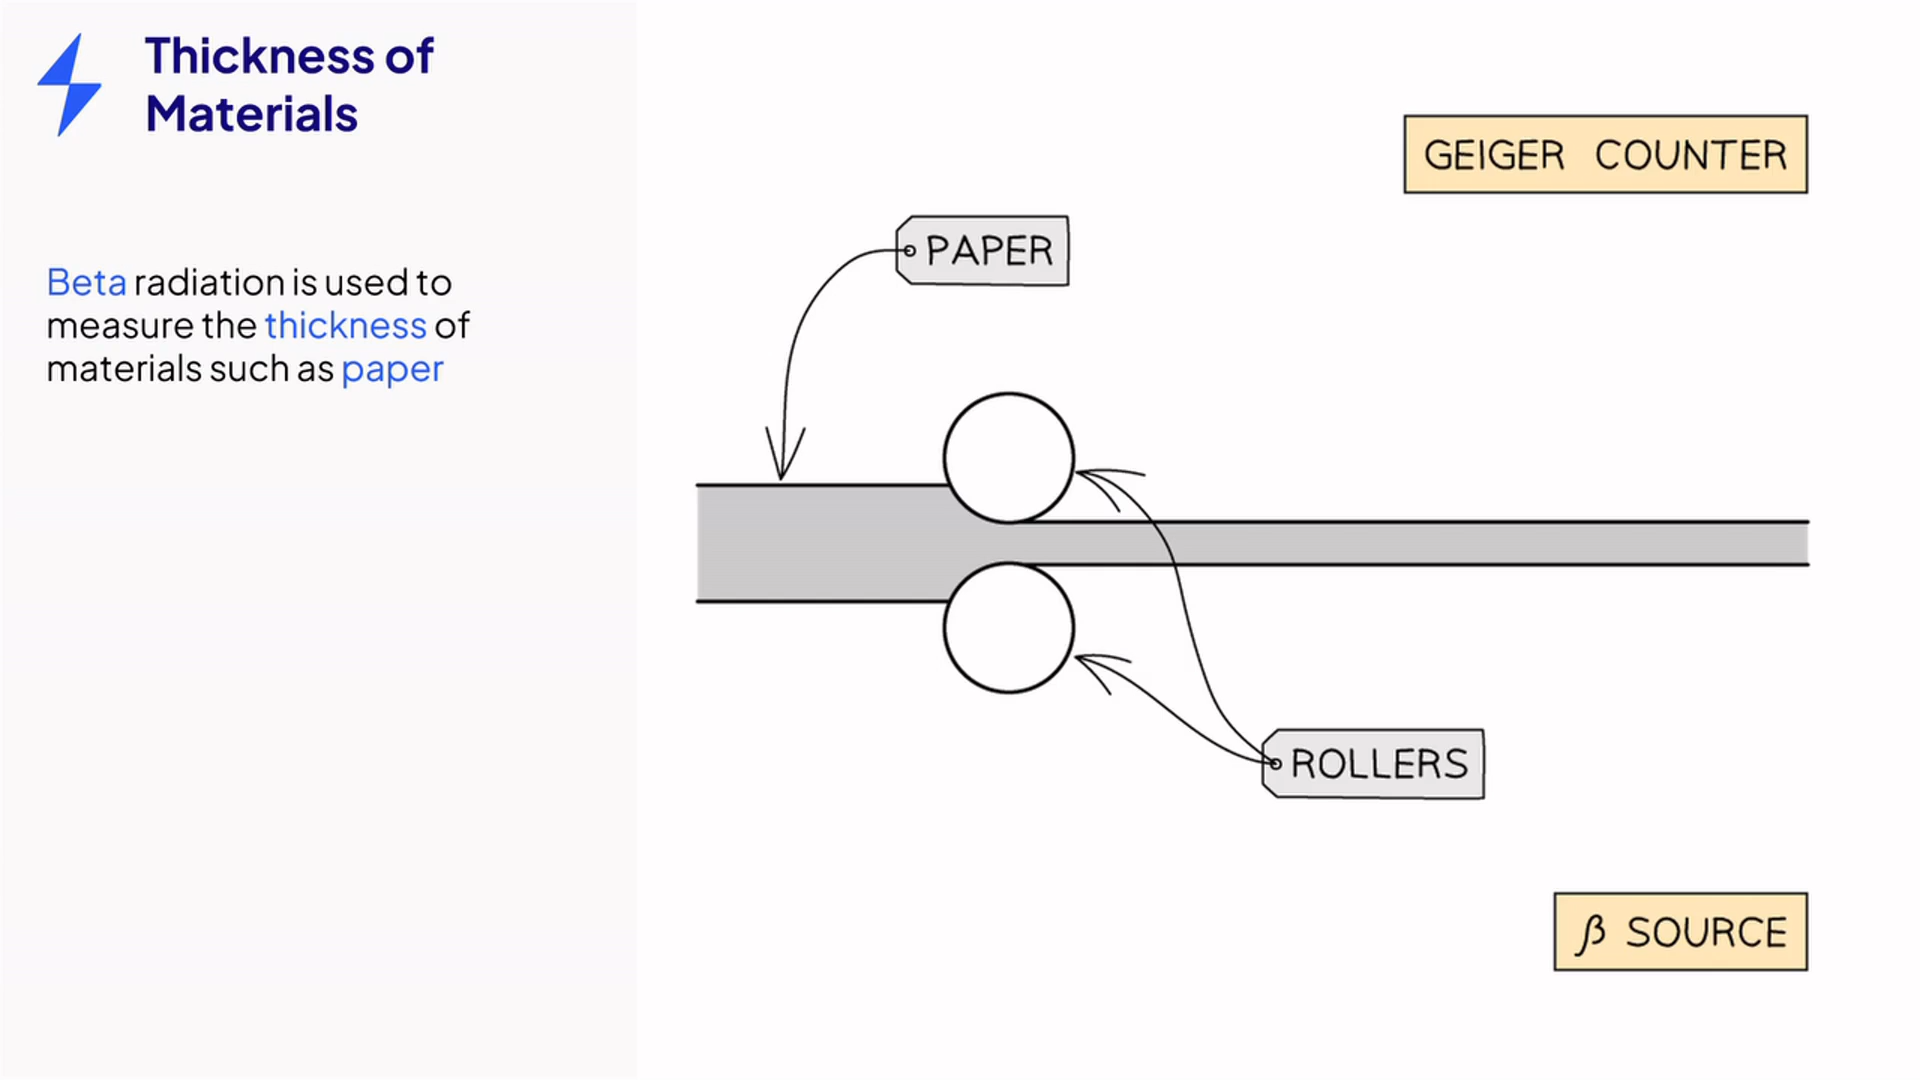 Thickness of
Materials
Beta radiation is used to
measure the thickness of
materials such as paper
GEIGER COUNTER
PAPER
ROLLERS
β SOURCE